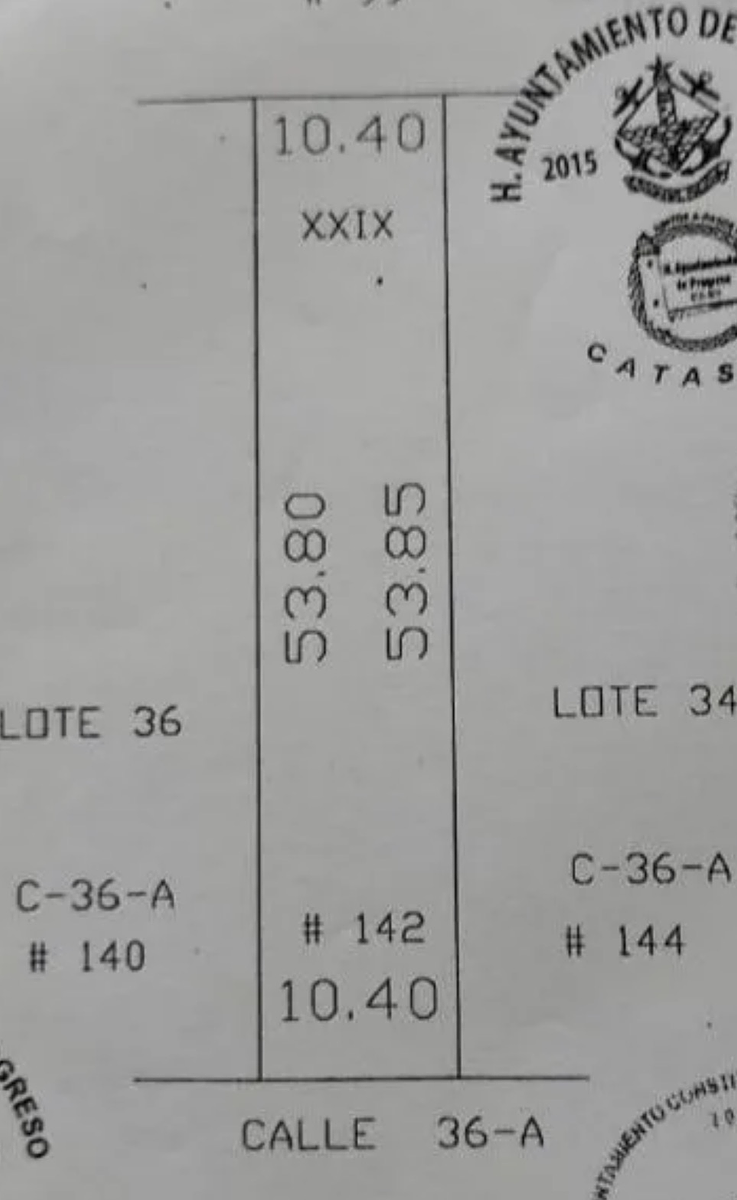 H. AYUNTAMIENTO DE
2015
10.40
XXIX
CATAS
53.80
53.85
LOTE 36
LOTE 34
C-36-A
# 140
C-36-A
# 144
# 142
10.40
GRESO
CALLE 36-A